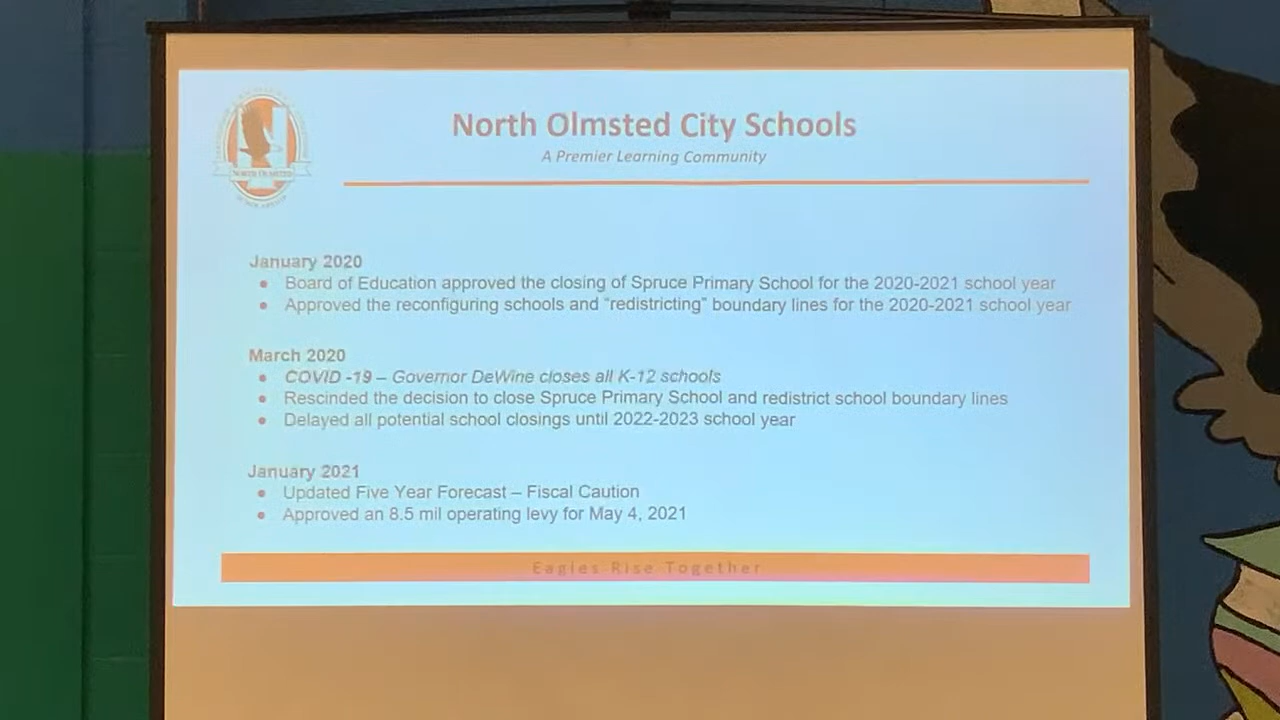 North Olmsted City Schools
A Premier Learning Community
NORTH OLMSTED
January 2020
● Board of Education approved the closing of Spruce Primary School for the 2020-2021 school year
● Approved the reconfiguring schools and “redistricting” boundary lines for the 2020-2021 school year
March 2020
● COVID -19 – Governor DeWine closes all K-12 schools
● Rescinded the decision to close Spruce Primary School and redistrict school boundary lines
● Delayed all potential school closings until 2022-2023 school year
January 2021
● Updated Five Year Forecast – Fiscal Caution
● Approved an 8.5 mil operating levy for May 4, 2021
Eagles Rise Together